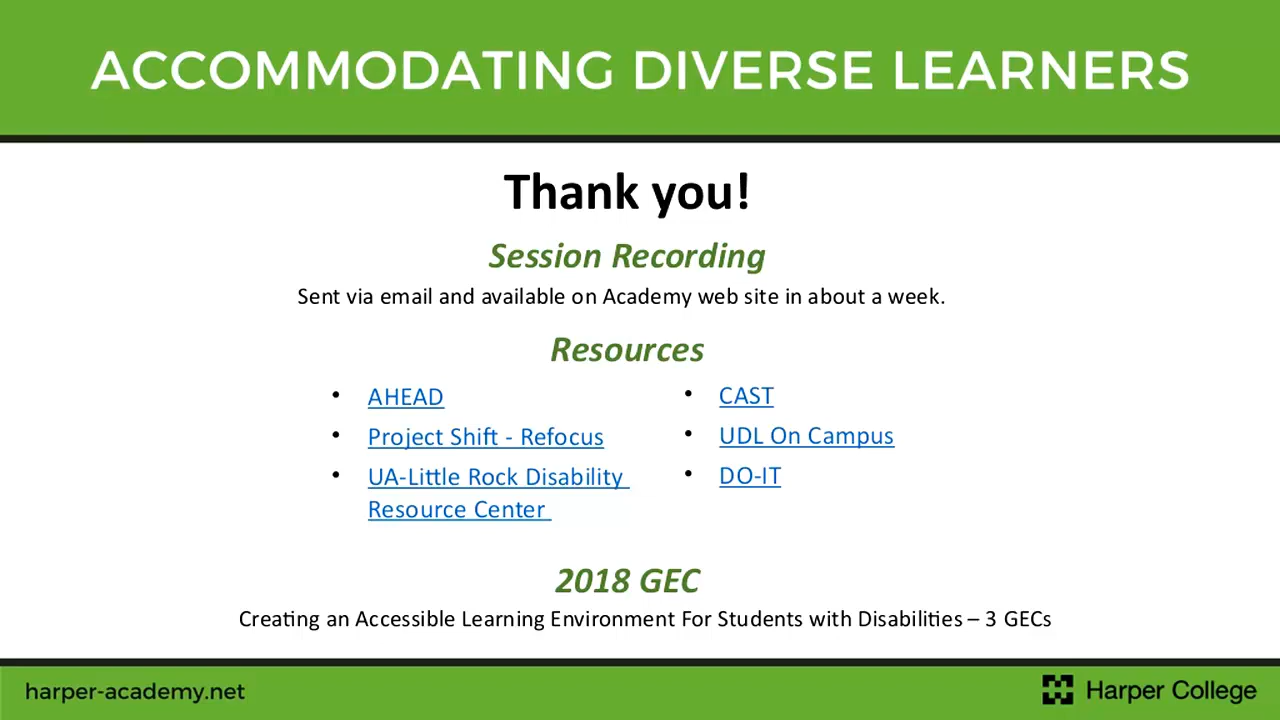 ACCOMMODATING DIVERSE LEARNERS
Thank you!
Session Recording
Sent via email and available on Academy web site in about a week.
Resources
• AHEAD
• Project Shift - Refocus
• UA-Little Rock Disability
Resource Center
• CAST
• UDL On Campus
• DO-IT
2018 GEC
Creating an Accessible Learning Environment For Students with Disabilities – 3 GECs
harper-academy.net
Harper College